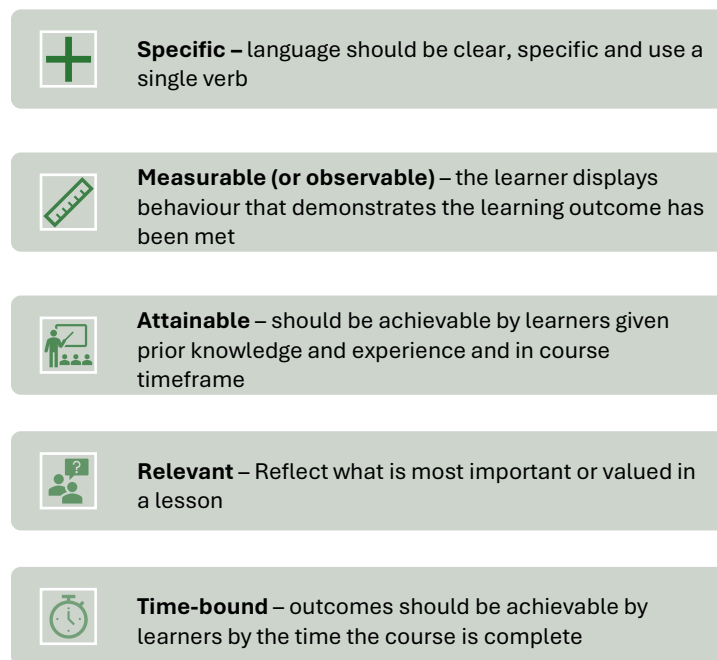 Specific – language should be clear, specific and use a
single verb
Measurable (or observable) – the learner displays
behaviour that demonstrates the learning outcome has
been met
Attainable – should be achievable by learners given
prior knowledge and experience and in course
timeframe
?
Relevant – Reflect what is most important or valued in
a lesson
Time-bound – outcomes should be achievable by
learners by the time the course is complete